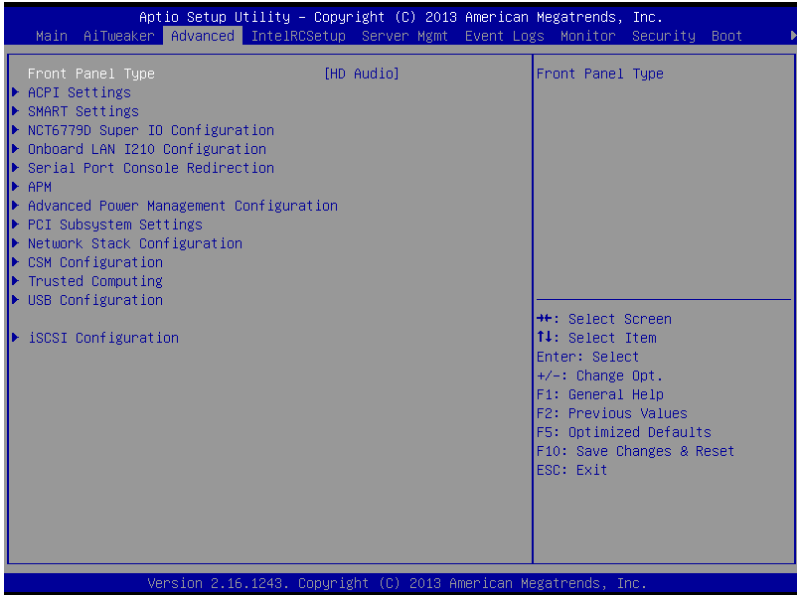 Aptio Setup Utility – Copyright (C) 2013 American Megatrends, Inc.
Main AiTweaker Advanced IntelRCSetup Server Mgmt Event Logs Monitor Security Boot
Front Panel Type [HD Audio]
ACPI Settings
SMART Settings
NCT6779D Super IO Configuration
Onboard LAN I210 Configuration
Serial Port Console Redirection
APM
Advanced Power Management Configuration
PCI Subsystem Settings
Network Stack Configuration
CSM Configuration
Trusted Computing
USB Configuration
iSCSI Configuration
Front Panel Type
→←: Select Screen
↑↓: Select Item
Enter: Select
+/-: Change Opt.
F1: General Help
F2: Previous Values
F5: Optimized Defaults
F10: Save Changes & Reset
ESC: Exit
Version 2.16.1243. Copyright (C) 2013 American Megatrends, Inc.